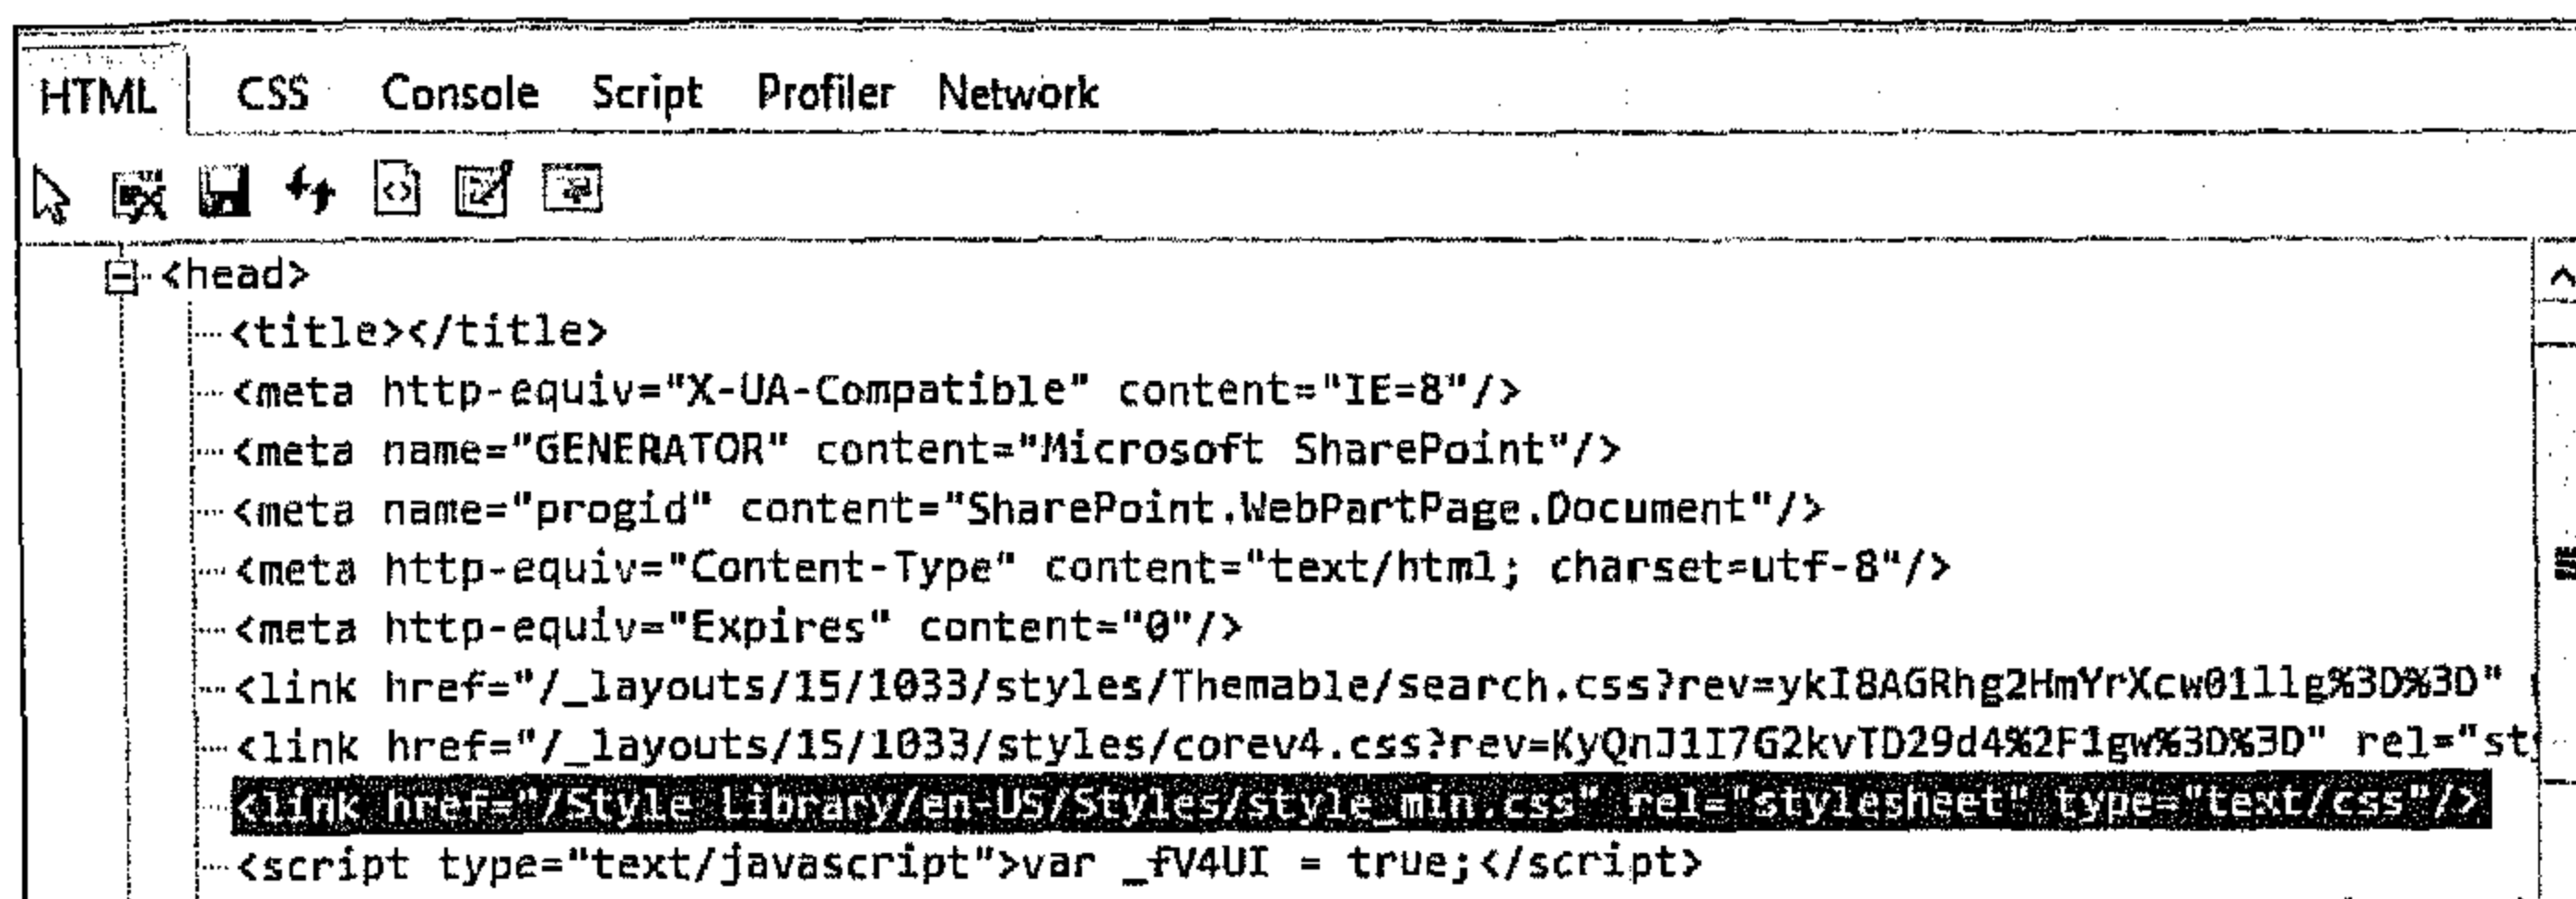 HTML CSS Console Script Profiler Network
<head>
<title></title>
<meta http-equiv="X-UA-Compatible" content="IE=8"/>
<meta name="GENERATOR" content="Microsoft SharePoint"/>
<meta name="progid" content="SharePoint.WebPartPage.Document"/>
<meta http-equiv="Content-Type" content="text/html; charset=utf-8"/>
<meta http-equiv="Expires" content="0"/>
<link href="/_layouts/15/1033/styles/Themable/search.css?rev=ykI8AGRhg2HmYrXcw01llg%3D%3D"
<link href="/_layouts/15/1033/styles/corev4.css?rev=KyQnJ1I7G2kvTD29d4%2F1gw%3D%3D" rel="st
<link href="/Style Library/en-US/Styles/style_min.css" rel="stylesheet" type="text/css"/>
<script type="text/javascript">var _fV4UI = true;</script>